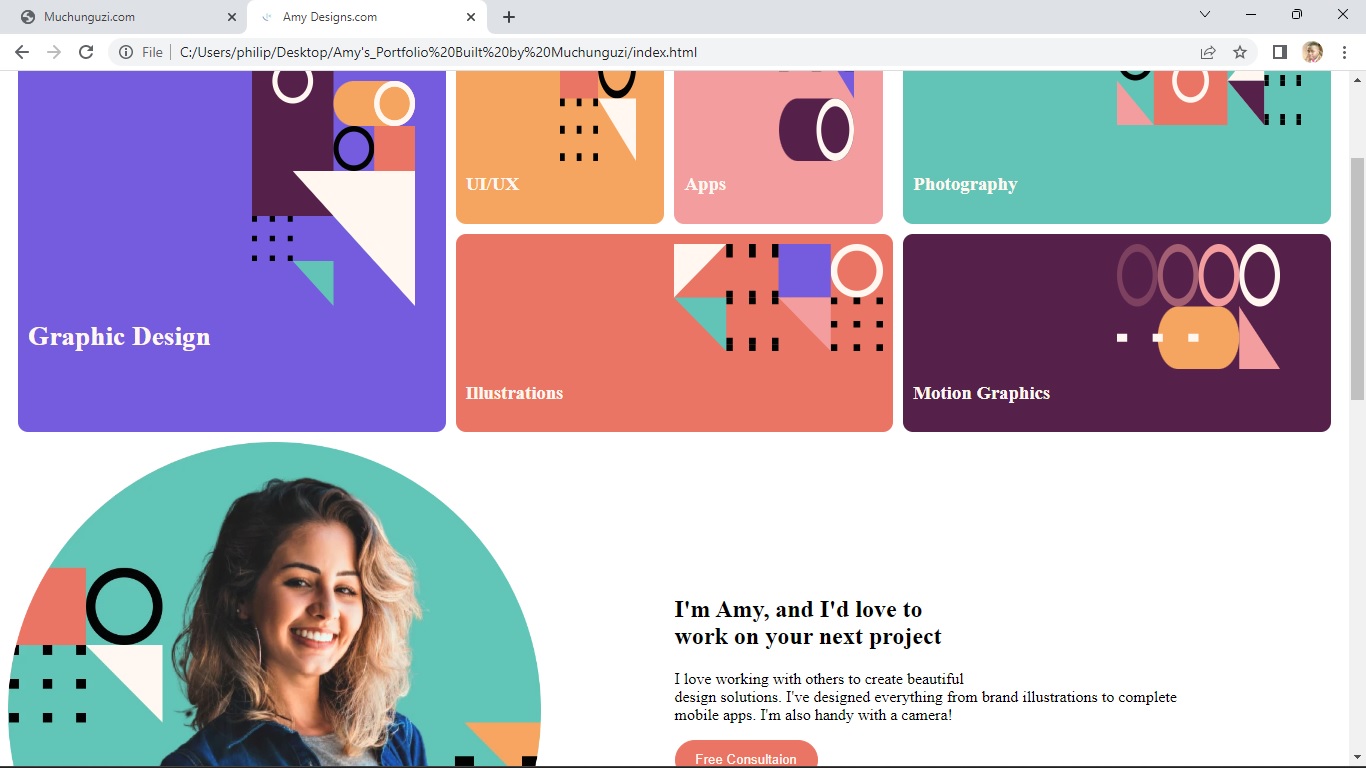 Muchunguzi.com
Amy Designs.com
File
C:/Users/philip/Desktop/Amy's_Portfolio%20Built%20by%20Muchunguzi/index.html
UI/UX
Apps
Photography
Graphic Design
Illustrations
Motion Graphics
I'm Amy, and I'd love to
work on your next project
I love working with others to create beautiful
design solutions. I've designed everything from brand illustrations to complete
mobile apps. I'm also handy with a camera!
Free Consultaion